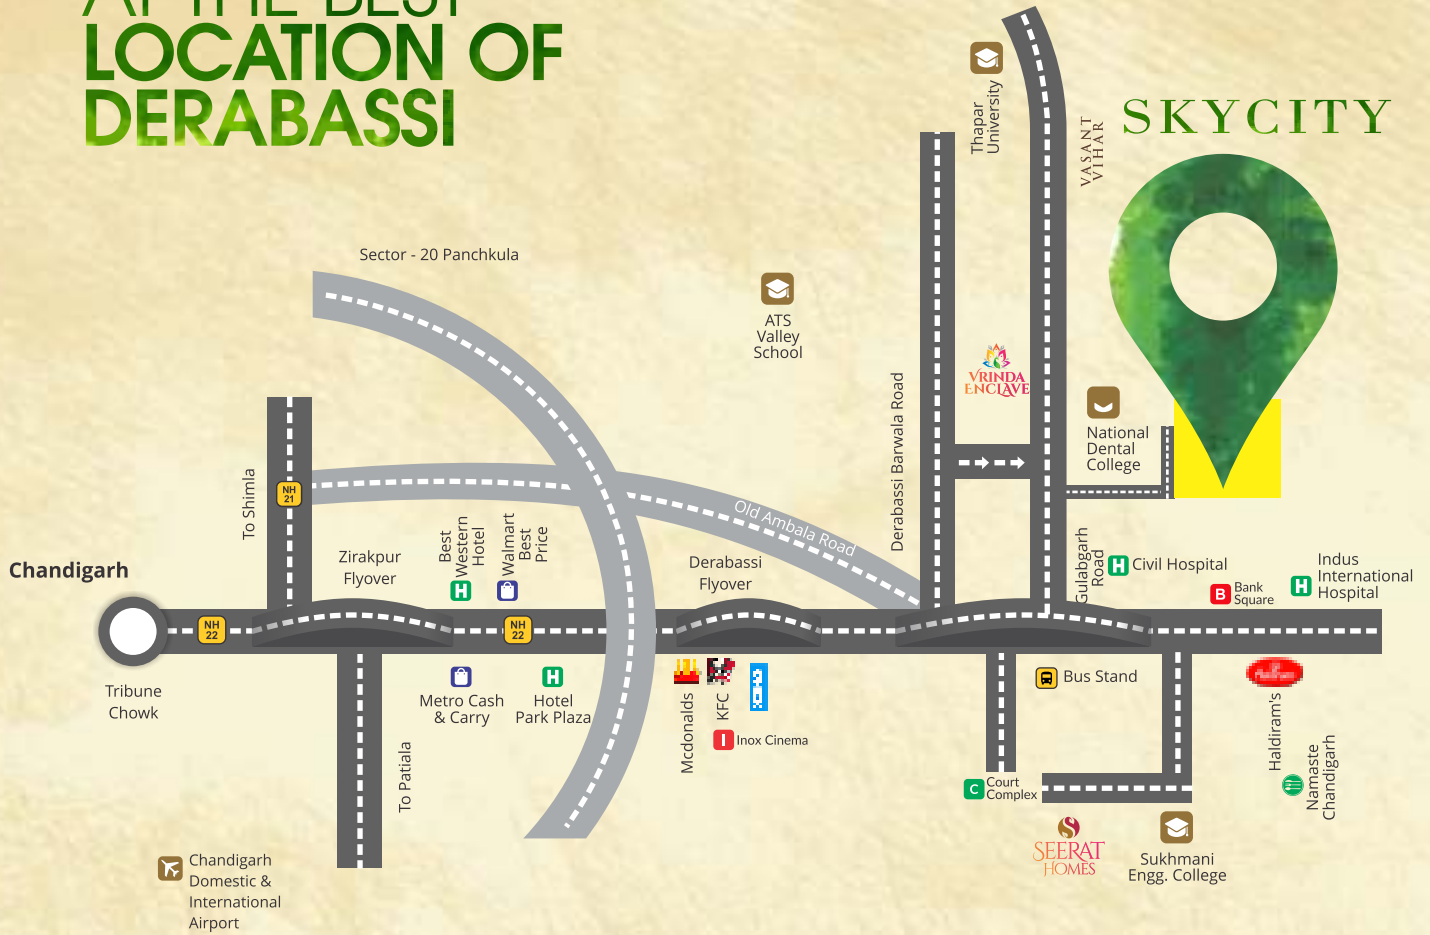 AT THE BEST
LOCATION OF
DERABASSI
SKYCITY
Thapar
University
VASANT
VIHAR
Sector - 20 Panchkula
ATS
Valley
School
VRINDA
ENCLAVE
Derabassi Barwala Road
National
Dental
College
To Shimla
NH
21
Old Ambala Road
Best
Western
Hotel
Walmart
Best
Price
Zirakpur
Flyover
Derabassi
Flyover
Gulabgarh
Road
H
Civil Hospital
B
Bank
Square
H
Indus
International
Hospital
Chandigarh
H
NH
22
NH
22
Tribune
Chowk
Metro Cash
& Carry
H
Hotel
Park Plaza
Mcdonalds
KFC
I
Inox Cinema
Bus Stand
Haldiram's
Namaste
Chandigarh
To Patiala
C
Court
Complex
SEERAT
HOMES
Sukhmani
Engg. College
Chandigarh
Domestic &
International
Airport